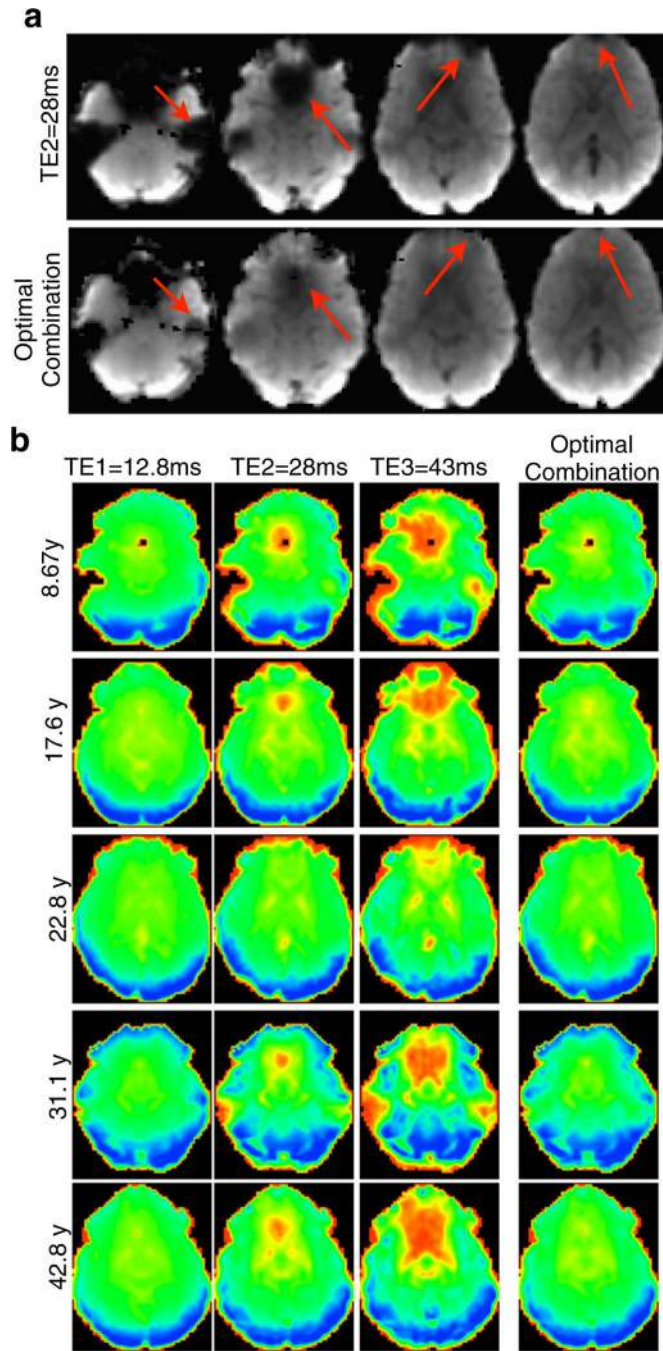 a
TE2=28ms
Optimal
Combination
b
TE1=12.8ms TE2=28ms TE3=43ms Optimal
Combination
8.67y
17.6 y
22.8 y
31.1 y
42.8 y